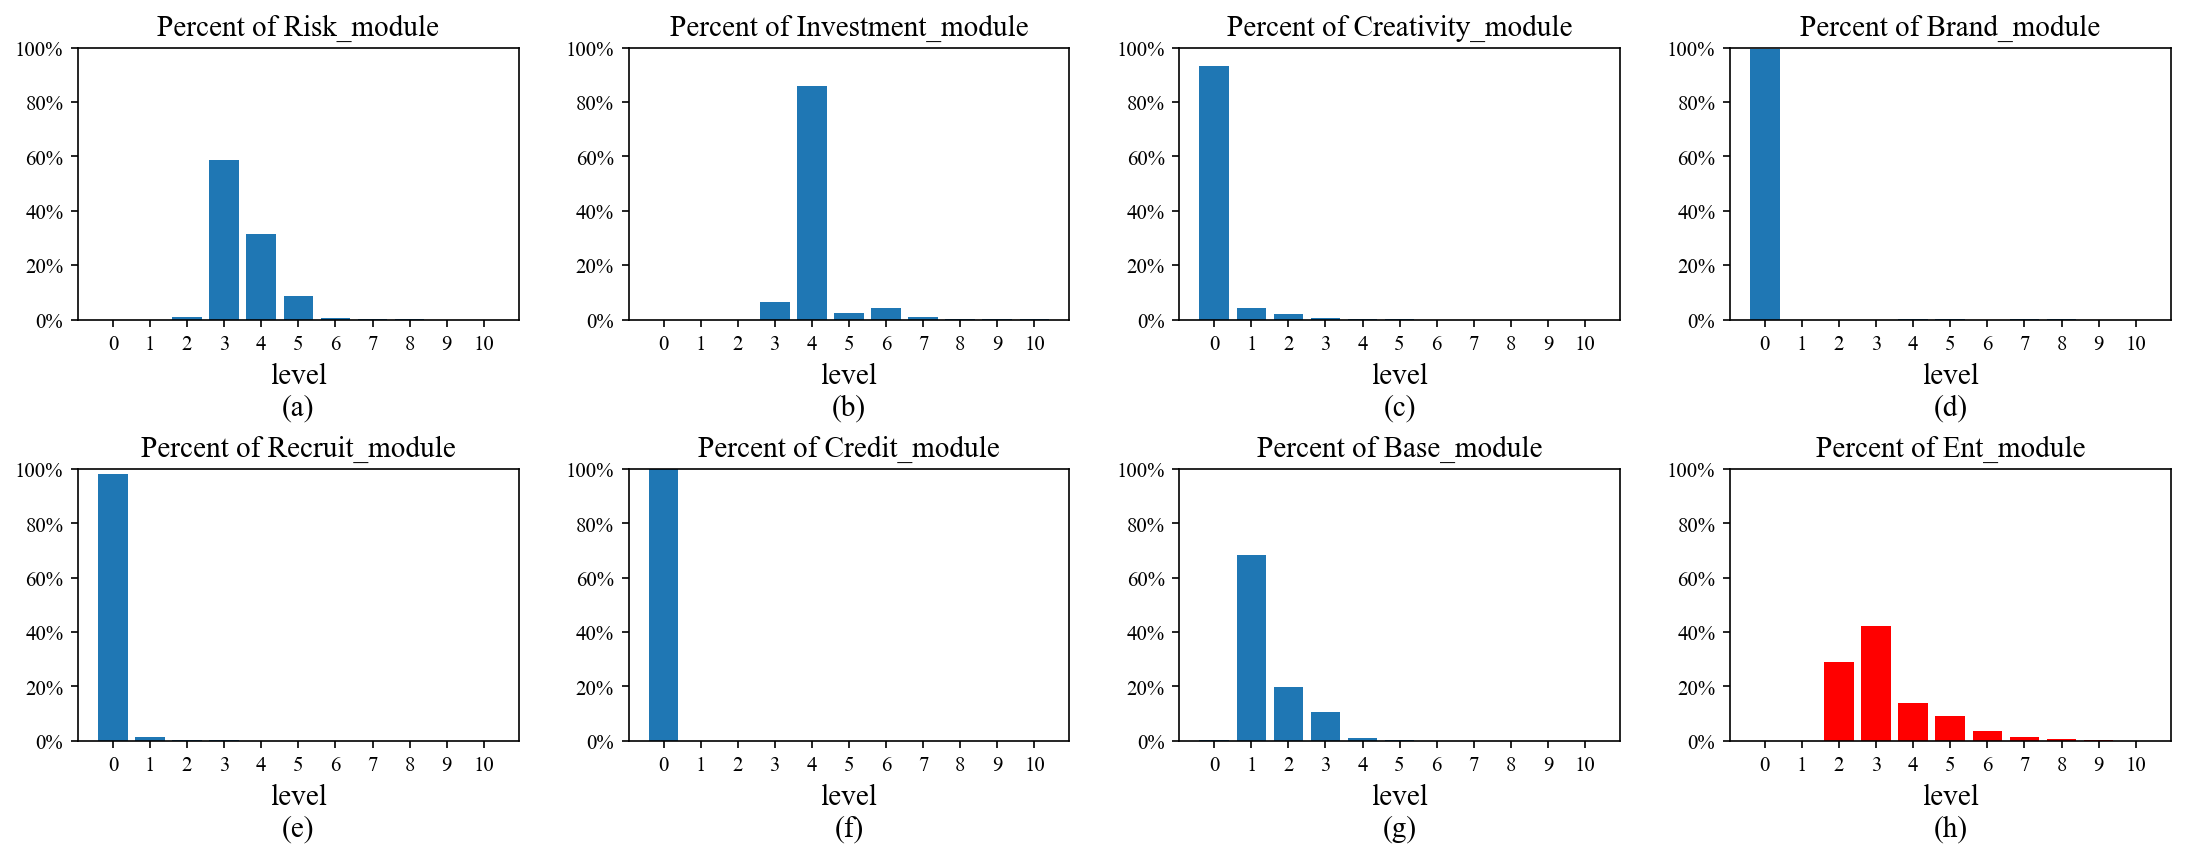 Percent of Risk_module
100%
80%
60%
40%
20%
0%
0 1 2 3 4 5 6 7 8 9 10
level
(a)
Percent of Investment_module
100%
80%
60%
40%
20%
0%
0 1 2 3 4 5 6 7 8 9 10
level
(b)
Percent of Creativity_module
100%
80%
60%
40%
20%
0%
0 1 2 3 4 5 6 7 8 9 10
level
(c)
Percent of Brand_module
100%
80%
60%
40%
20%
0%
0 1 2 3 4 5 6 7 8 9 10
level
(d)
Percent of Recruit_module
100%
80%
60%
40%
20%
0%
0 1 2 3 4 5 6 7 8 9 10
level
(e)
Percent of Credit_module
100%
80%
60%
40%
20%
0%
0 1 2 3 4 5 6 7 8 9 10
level
(f)
Percent of Base_module
100%
80%
60%
40%
20%
0%
0 1 2 3 4 5 6 7 8 9 10
level
(g)
Percent of Ent_module
100%
80%
60%
40%
20%
0%
0 1 2 3 4 5 6 7 8 9 10
level
(h)